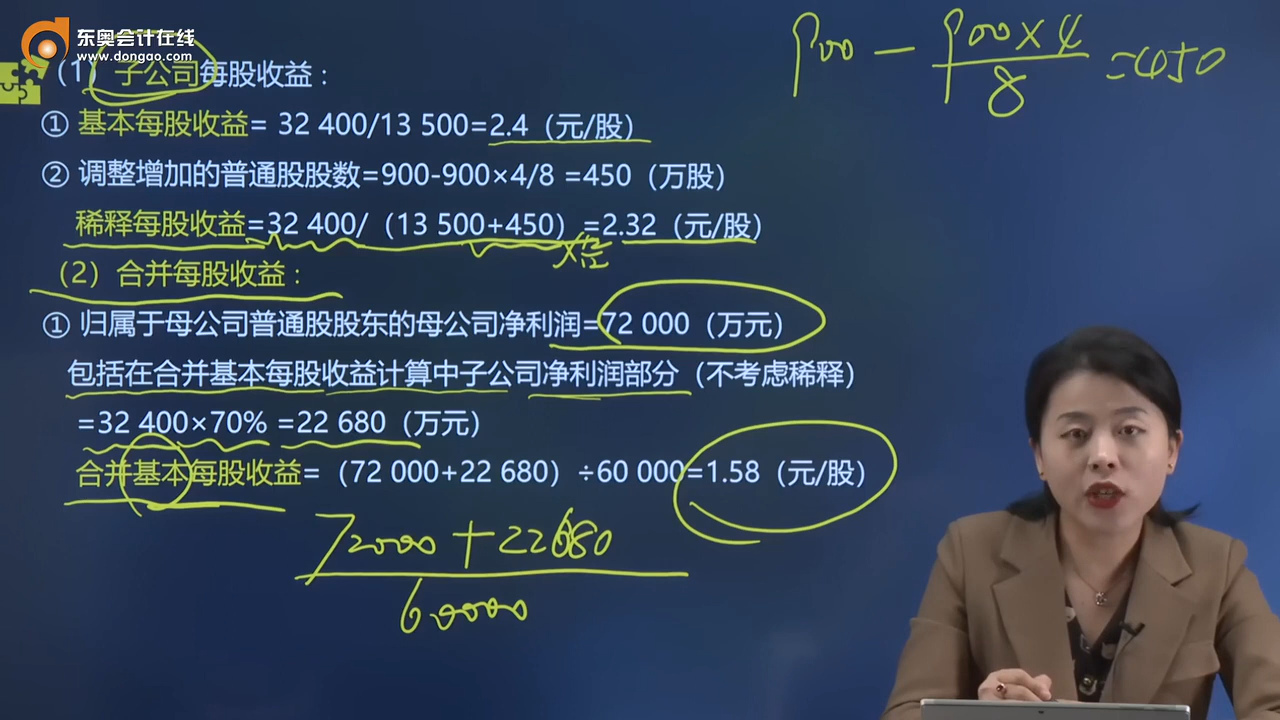 东奥会计在线
www.dongao.com
900-900×4/8=450
（1）子公司每股收益：
① 基本每股收益= 32 400/13 500=2.4（元/股）
② 调整增加的普通股股数=900-900×4/8 =450（万股）
稀释每股收益=32 400/（13 500+450）=2.32（元/股）
×12/12
（2）合并每股收益：
① 归属于母公司普通股股东的母公司净利润=72 000（万元）
包括在合并基本每股收益计算中子公司净利润部分（不考虑稀释）
=32 400×70% =22 680（万元）
合并基本每股收益=（72 000+22 680）÷60 000=1.58（元/股）
72000+22680
60000